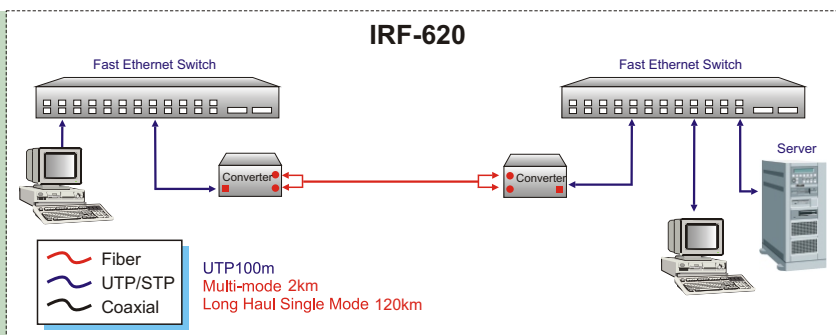 IRF-620
Fast Ethernet Switch
Fast Ethernet Switch
Server
Converter
Converter
Fiber
UTP/STP
Coaxial
UTP100m
Multi-mode 2km
Long Haul Single Mode 120km